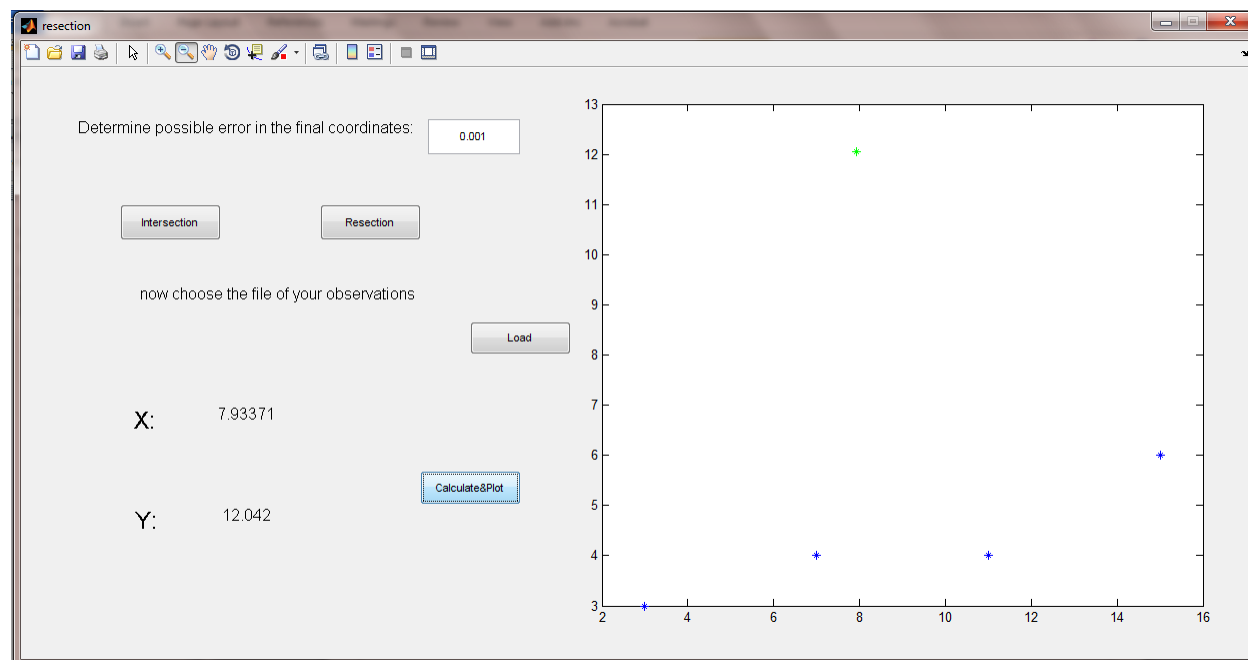 resection
Determine possible error in the final coordinates:
0.001
Intersection
Resection
now choose the file of your observations
Load
X:
7.93371
Calculate&Plot
Y:
12.042
13
12
11
10
9
8
7
6
5
4
3
2 4 6 8 10 12 14 16